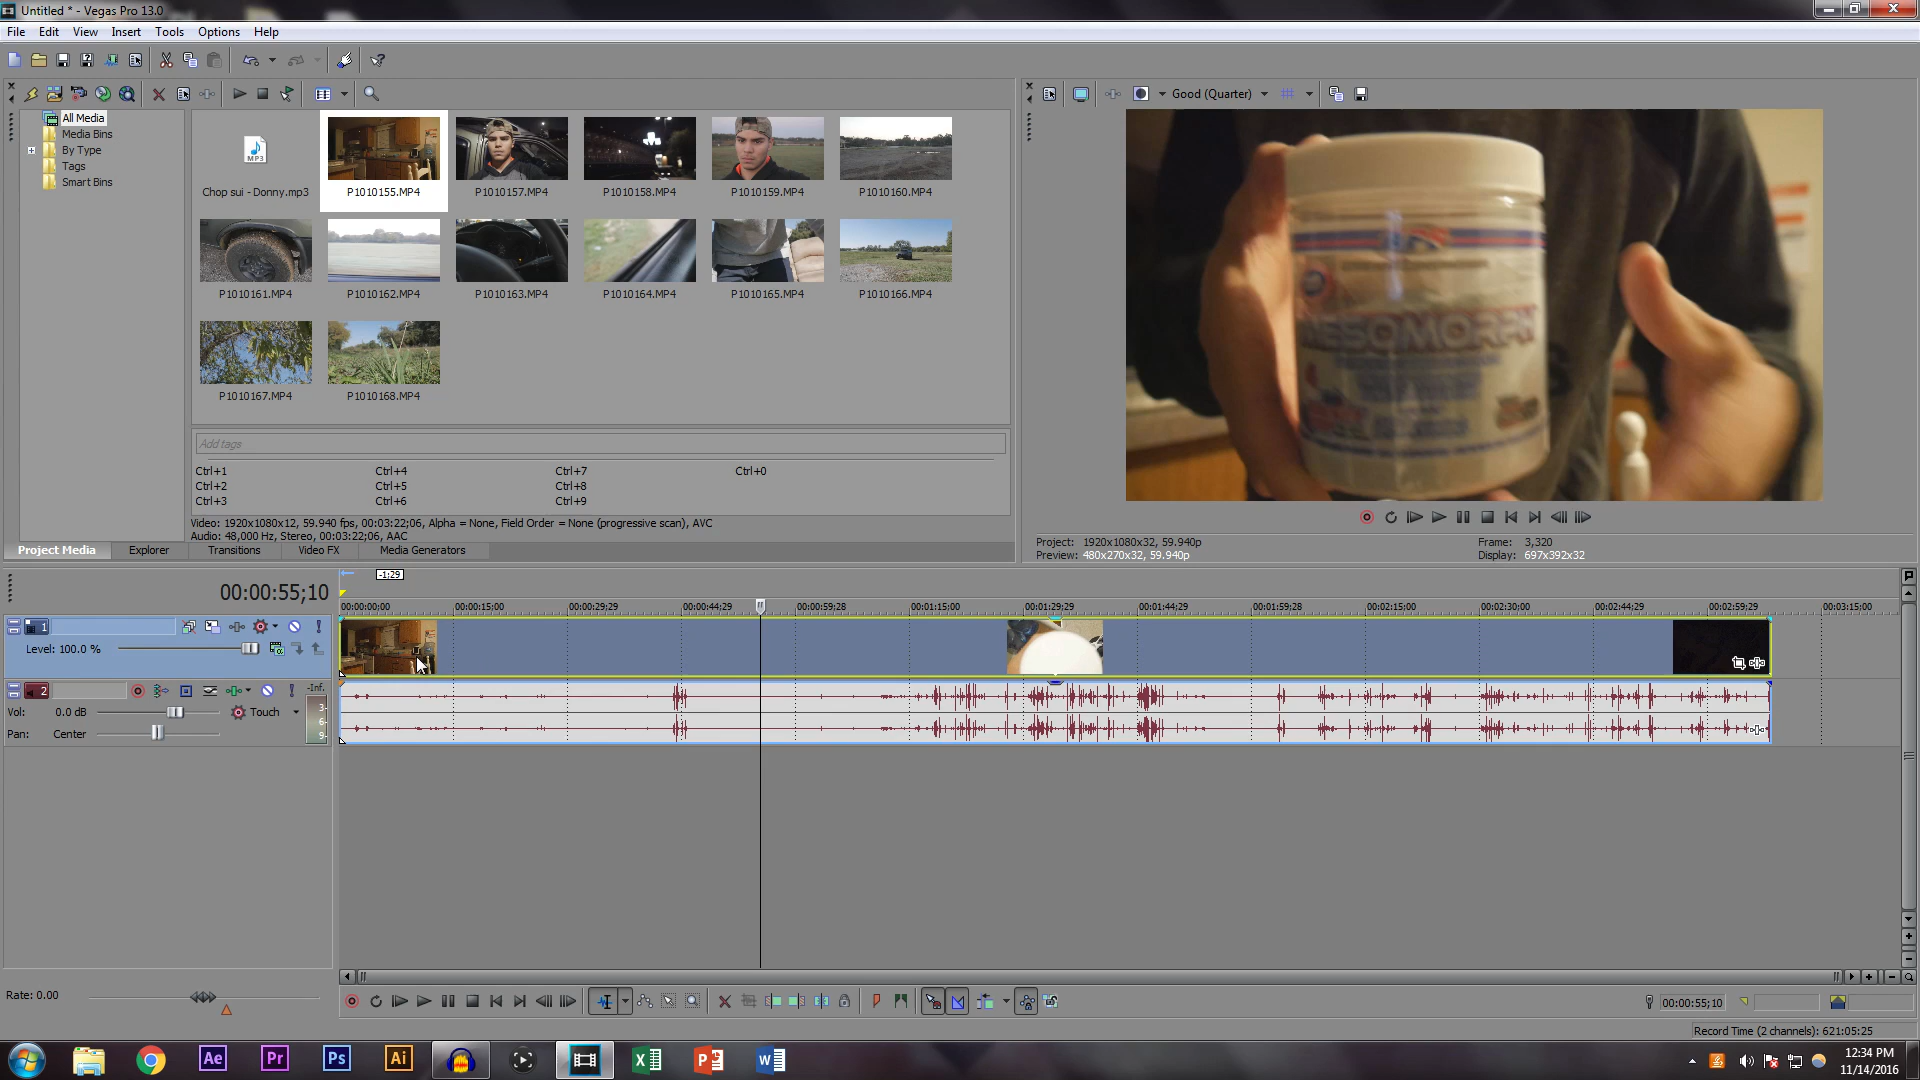 Untitled * - Vegas Pro 13.0
File Edit View Insert Tools Options Help
Good (Quarter)
All Media
Media Bins
By Type
Tags
Smart Bins
MP3
Chop sui - Donny.mp3
P1010155.MP4
P1010157.MP4
P1010158.MP4
P1010159.MP4
P1010160.MP4
P1010161.MP4
P1010162.MP4
P1010163.MP4
P1010164.MP4
P1010165.MP4
P1010166.MP4
P1010167.MP4
P1010168.MP4
Add tags
Ctrl+1 Ctrl+4 Ctrl+7 Ctrl+0
Ctrl+2 Ctrl+5 Ctrl+8
Ctrl+3 Ctrl+6 Ctrl+9
Video: 1920x1080x12, 59.940 fps, 00:03:22;06, Alpha = None, Field Order = None (progressive scan), AVC
Audio: 48,000 Hz, Stereo, 00:03:22;06, AAC
Project Media Explorer Transitions Video FX Media Generators
Project: 1920x1080x32, 59.940p
Preview: 480x270x32, 59.940p
Frame: 3,320
Display: 697x392x32
00:00:55;10
-1;29
00:00:00;00 00:00:15;00 00:00:29;29 00:00:44;29 00:00:59;28 00:01:15;00 00:01:29;29 00:01:44;29 00:01:59;28 00:02:15;00 00:02:30;00 00:02:44;29 00:02:59;29 00:03:15;00
1
Level: 100.0 %
2
-Inf.
Vol: 0.0 dB Touch
Pan: Center
3-
6-
9-
Rate: 0.00
00:00:55;10
Record Time (2 channels): 621:05:25
Ae Pr Ps Ai
12:34 PM
11/14/2016